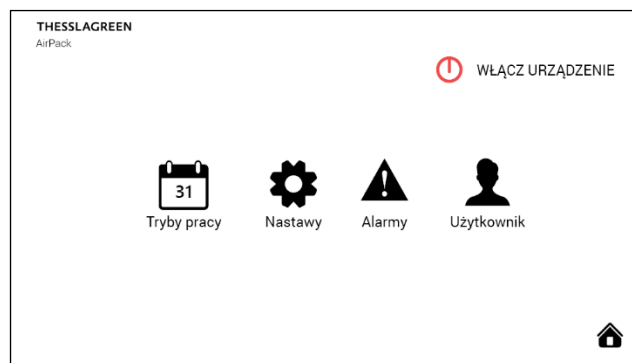 THESSLAGREEN
AirPack
WŁĄCZ URZĄDZENIE
31
Tryby pracy
Nastawy
Alarmy
Użytkownik